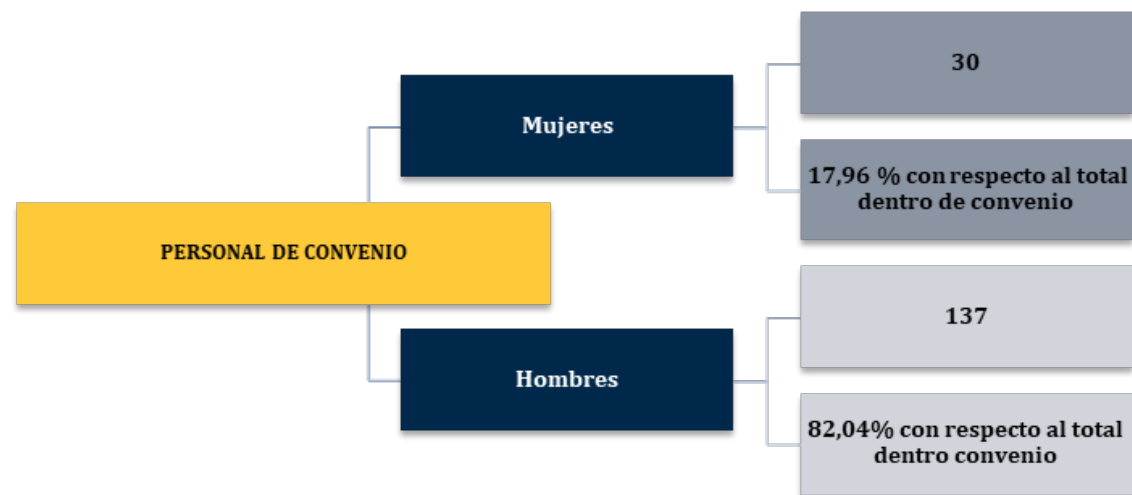 PERSONAL DE CONVENIO
Mujeres
30
17,96 % con respecto al total
dentro de convenio
Hombres
137
82,04% con respecto al total
dentro convenio